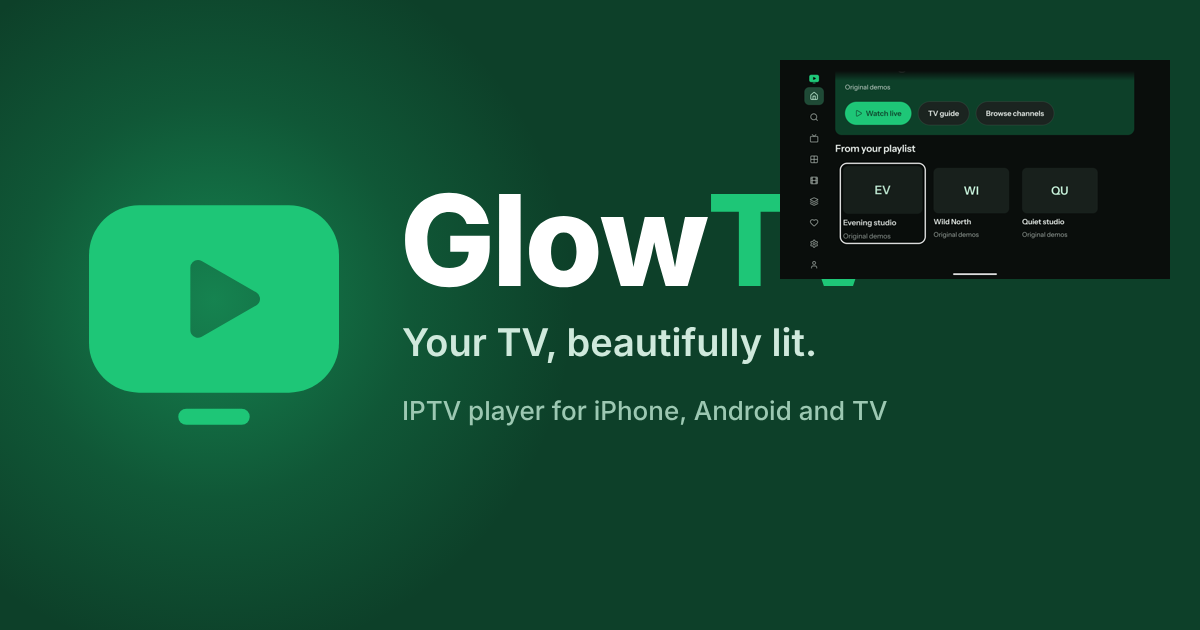 GlowT
Your TV, beautifully lit.
IPTV player for iPhone, Android and TV
Original demos
Watch live
TV guide
Browse channels
From your playlist
EV
WI
QU
Evening studio
Wild North
Quiet studio
Original demos
Original demos
Original demos